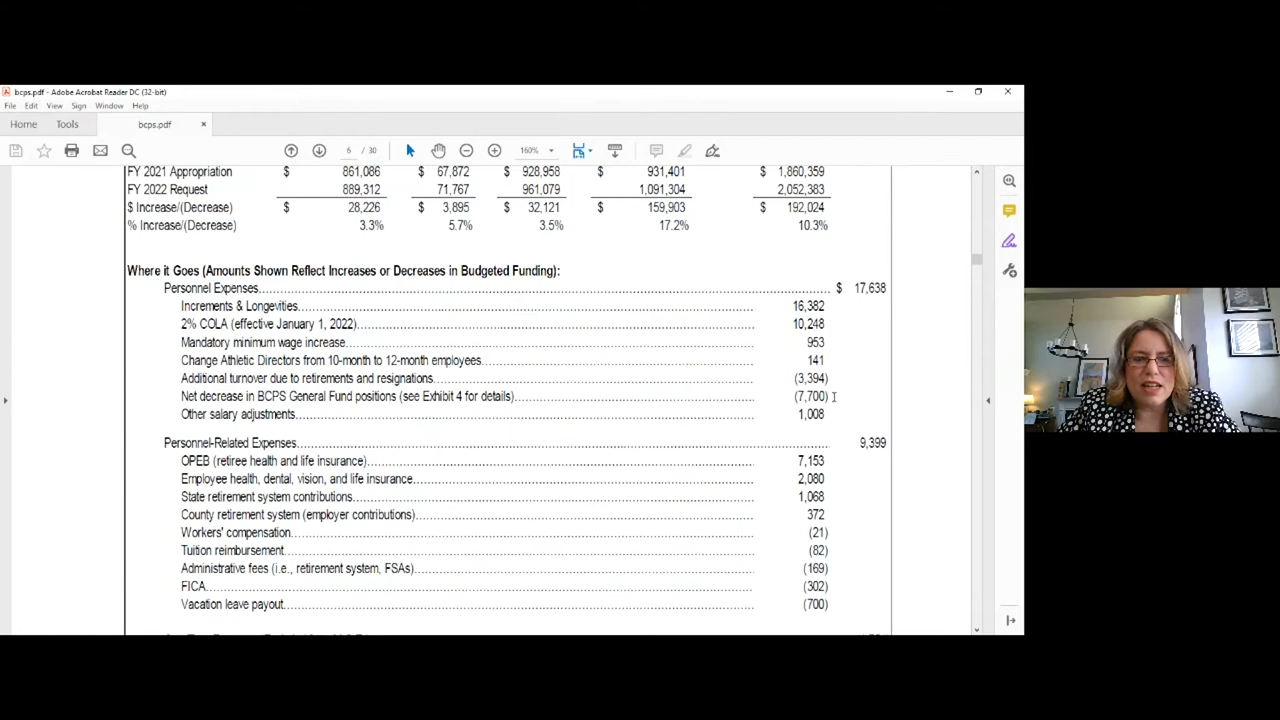 bcps.pdf - Adobe Acrobat Reader DC (32-bit)
File Edit View Sign Window Help
Home Tools bcps.pdf ×
6 / 30 160%
FY 2021 Appropriation $ 861,086 $ 67,872 $ 928,958 $ 931,401 $ 1,860,359
FY 2022 Request 889,312 71,767 961,079 1,091,304 2,052,383
$ Increase/(Decrease) $ 28,226 $ 3,895 $ 32,121 $ 159,903 $ 192,024
% Increase/(Decrease) 3.3% 5.7% 3.5% 17.2% 10.3%
Where it Goes (Amounts Shown Reflect Increases or Decreases in Budgeted Funding):
Personnel Expenses $ 17,638
Increments & Longevities 16,382
2% COLA (effective January 1, 2022) 10,248
Mandatory minimum wage increase 953
Change Athletic Directors from 10-month to 12-month employees 141
Additional turnover due to retirements and resignations (3,394)
Net decrease in BCPS General Fund positions (see Exhibit 4 for details) (7,700)
Other salary adjustments 1,008
Personnel-Related Expenses 9,399
OPEB (retiree health and life insurance) 7,153
Employee health, dental, vision, and life insurance 2,080
State retirement system contributions 1,068
County retirement system (employer contributions) 372
Workers' compensation (21)
Tuition reimbursement (82)
Administrative fees (i.e., retirement system, FSAs) (169)
FICA (302)
Vacation leave payout (700)